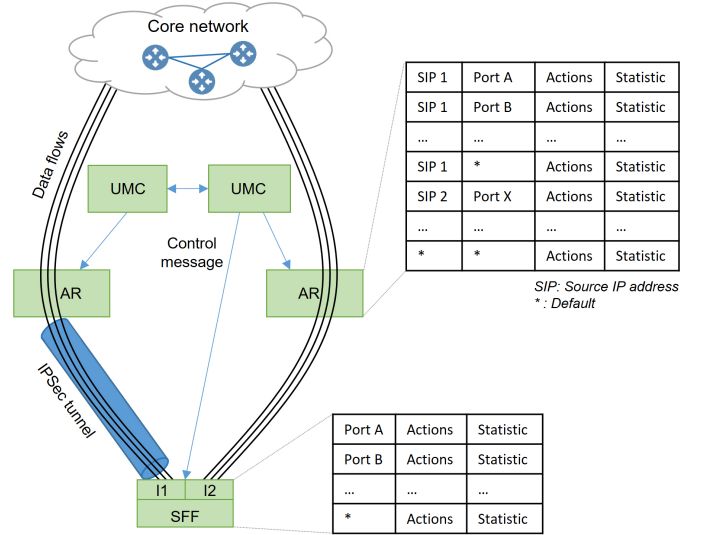 Core network
Data flows
UMC
UMC
Control
message
AR
AR
IPSec tunnel
I1
I2
SFF
SIP 1 Port A Actions Statistic
SIP 1 Port B Actions Statistic
... ... ... ...
SIP 1 * Actions Statistic
SIP 2 Port X Actions Statistic
... ... ... ...
* * Actions Statistic
SIP: Source IP address
* : Default
Port A Actions Statistic
Port B Actions Statistic
... ... ...
* Actions Statistic